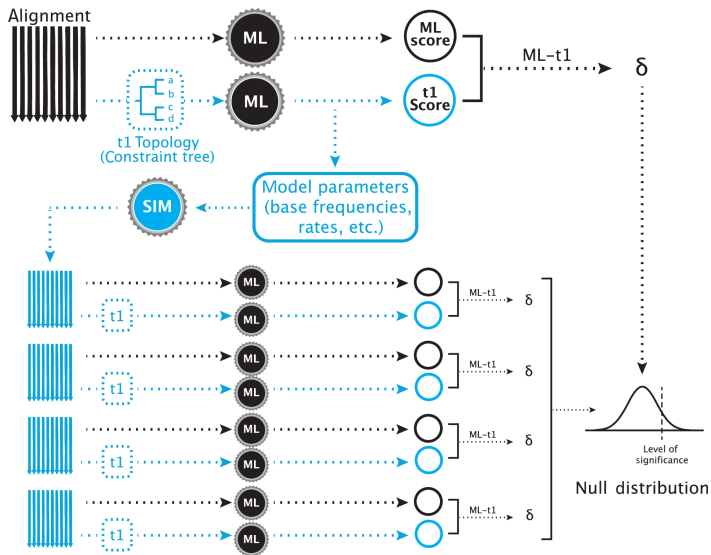 Alignment
ML
ML
score
ML-t1
δ
a
b
c
d
ML
t1
Score
t1 Topology
(Constraint tree)
Model parameters
(base frequencies,
rates, etc.)
SIM
ML
ML-t1
δ
t1
ML
ML
ML-t1
δ
t1
ML
Level of
significance
ML
ML-t1
δ
t1
ML
Null distribution
ML
ML-t1
δ
t1
ML